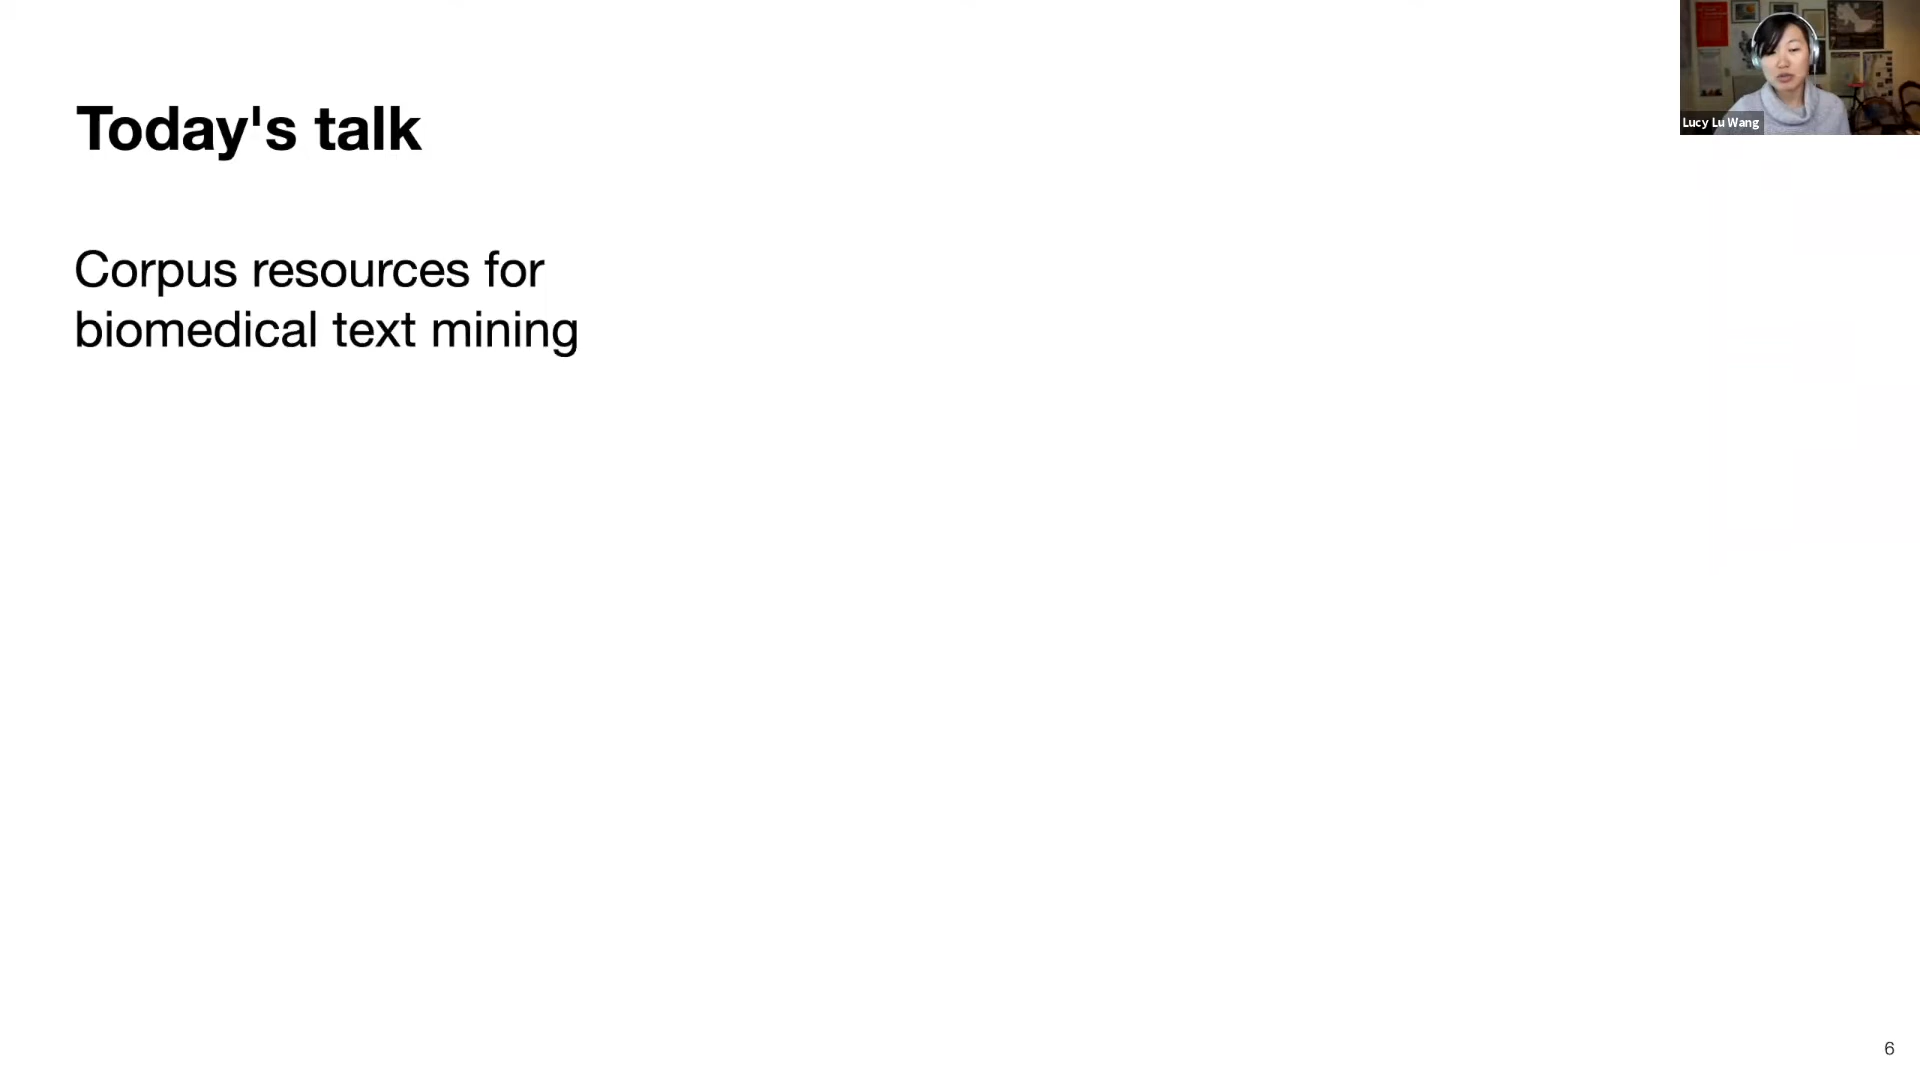 Today's talk
Lucy Lu Wang
Corpus resources for
biomedical text mining
6